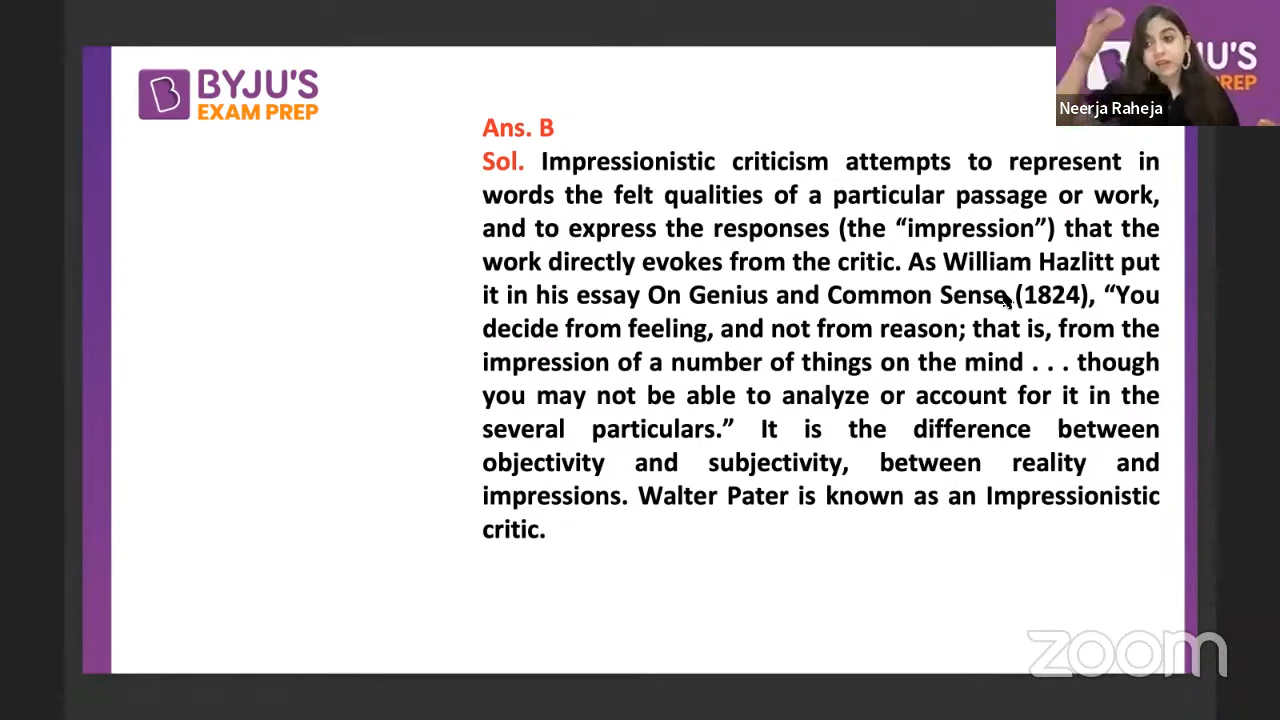 BYJU'S
EXAM PREP
U'S
EP
Neerja Raheja
Ans. B
Sol. Impressionistic criticism attempts to represent in
words the felt qualities of a particular passage or work,
and to express the responses (the “impression”) that the
work directly evokes from the critic. As William Hazlitt put
it in his essay On Genius and Common Sense (1824), “You
decide from feeling, and not from reason; that is, from the
impression of a number of things on the mind . . . though
you may not be able to analyze or account for it in the
several particulars.” It is the difference between
objectivity and subjectivity, between reality and
impressions. Walter Pater is known as an Impressionistic
critic.
zoom